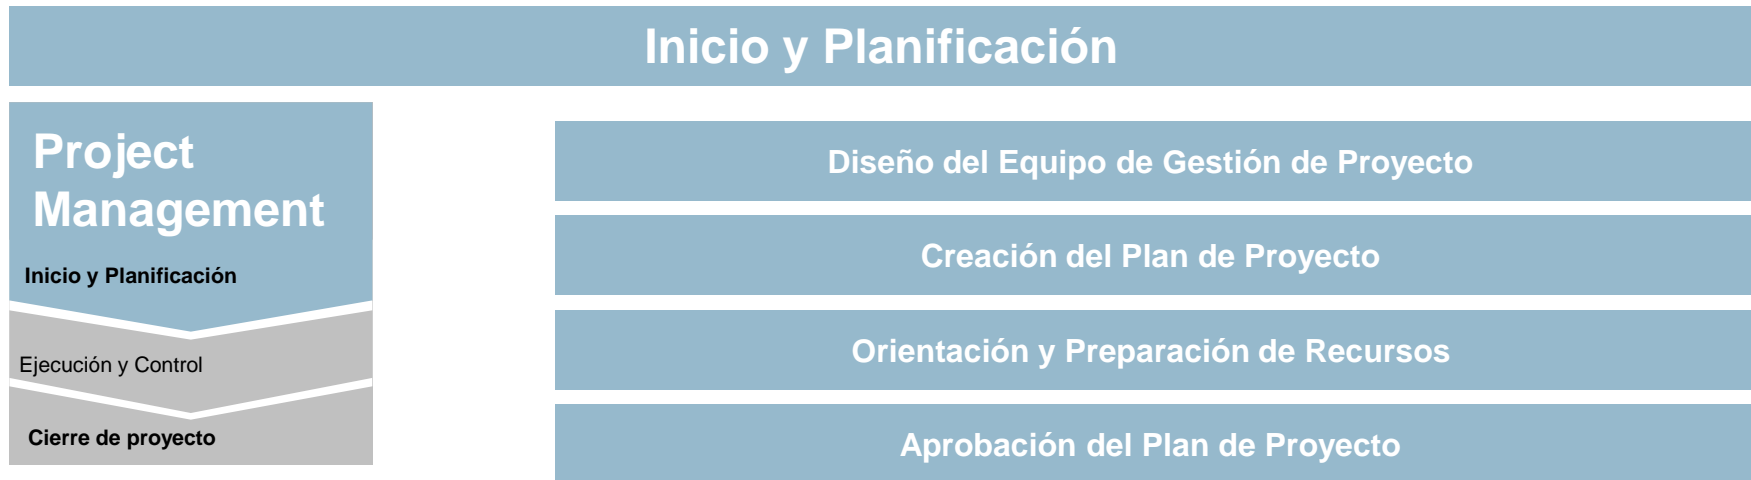 Inicio y Planificación
Project
Management
Inicio y Planificación
Ejecución y Control
Cierre de proyecto
Diseño del Equipo de Gestión de Proyecto
Creación del Plan de Proyecto
Orientación y Preparación de Recursos
Aprobación del Plan de Proyecto